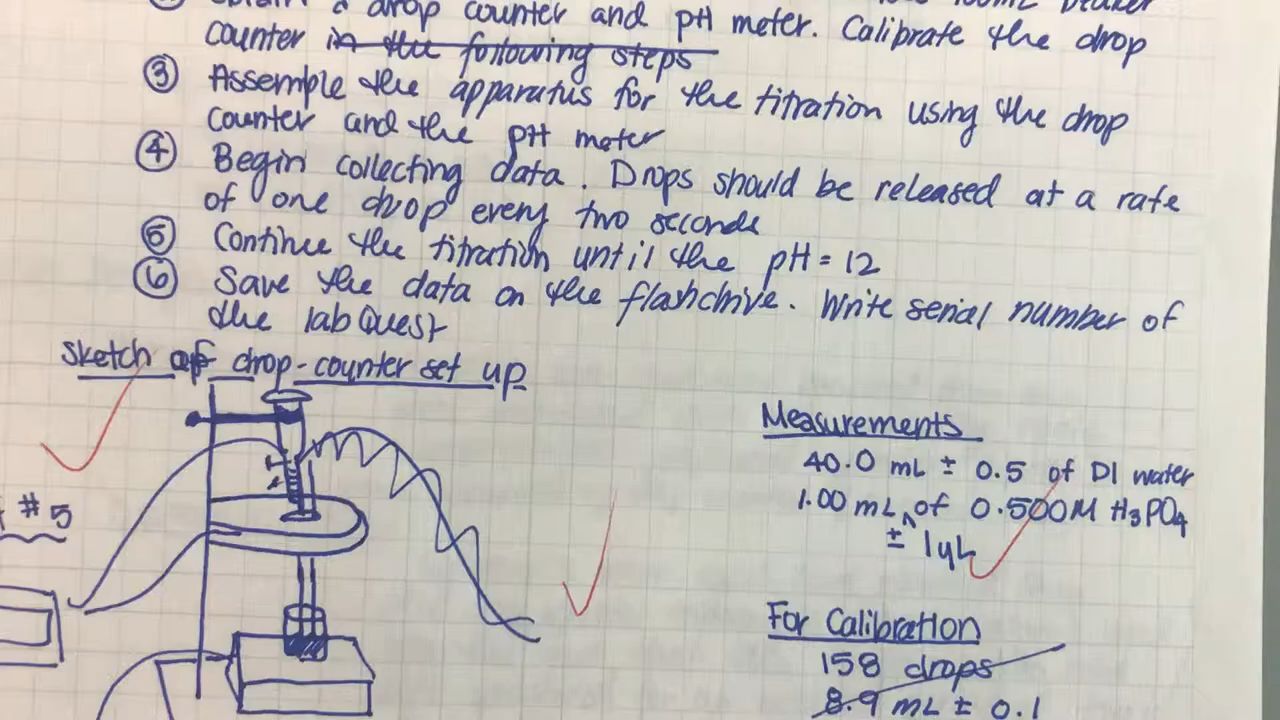 a drop counter and pH meter. Calibrate the drop
counter in the following steps
③ Assemble the apparatus for the titration using the drop
counter and the pH meter
④ Begin collecting data. Drops should be released at a rate
of one drop every two seconds
⑤ Continue the titration until the pH = 12
⑥ Save the data on the flashdrive. Write serial number of
the labQuest
Sketch of drop-counter set up
#5
Measurements
40.0 mL ± 0.5 of DI water
1.00 mL ^ of 0.500M H₃PO₄
± 1μL
For Calibration
158 drops
8.9 mL ± 0.1